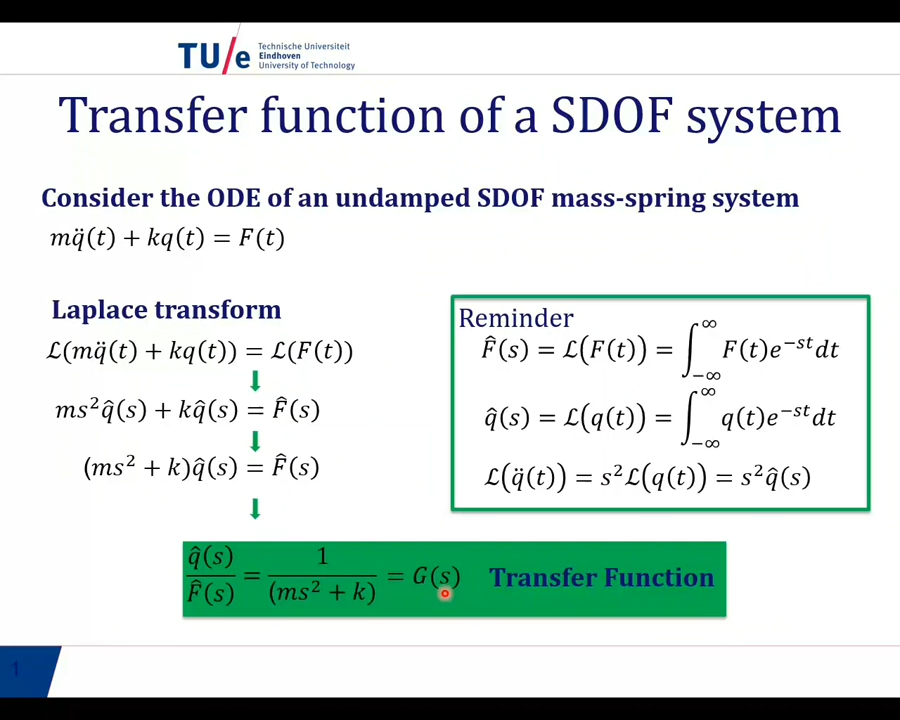 TU/e Technische Universiteit
Eindhoven
University of Technology
Transfer function of a SDOF system
Consider the ODE of an undamped SDOF mass-spring system
mq̈(t) + kq(t) = F(t)
Laplace transform
ℒ(mq̈(t) + kq(t)) = ℒ(F(t))
ms²q̂(s) + kq̂(s) = F̂(s)
(ms² + k)q̂(s) = F̂(s)
Reminder
F̂(s) = ℒ(F(t)) = ∫_{−∞}^{∞} F(t)e^{−st}dt
q̂(s) = ℒ(q(t)) = ∫_{−∞}^{∞} q(t)e^{−st}dt
ℒ(q̈(t)) = s²ℒ(q(t)) = s²q̂(s)
q̂(s)/F̂(s) = 1/(ms² + k) = G(s) Transfer Function
1